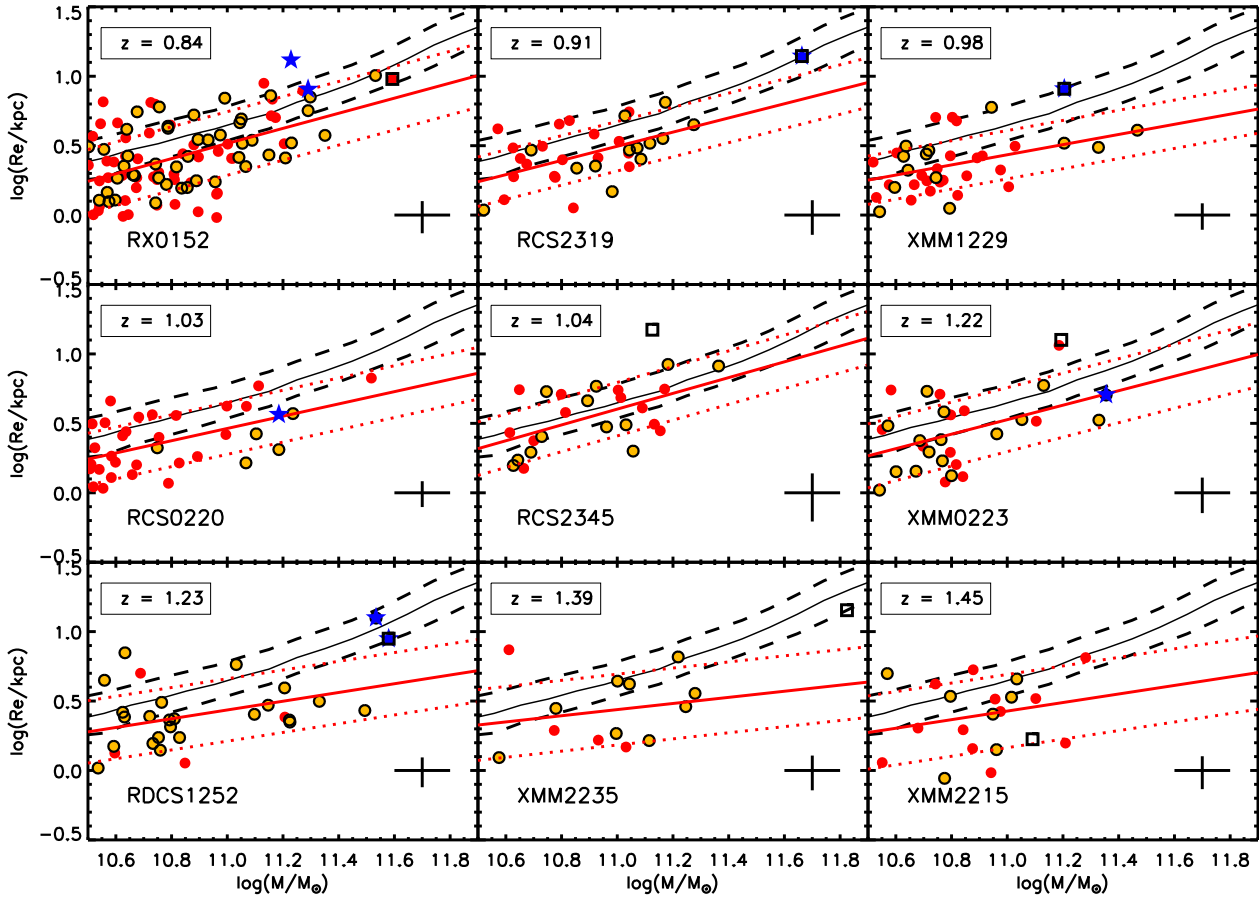 1.5
1.0
0.5
0.0
−0.5
log(Re/kpc)
z = 0.84
RX0152
z = 0.91
RCS2319
z = 0.98
XMM1229
1.5
1.0
0.5
0.0
−0.5
log(Re/kpc)
z = 1.03
RCS0220
z = 1.04
RCS2345
z = 1.22
XMM0223
1.5
1.0
0.5
0.0
−0.5
log(Re/kpc)
z = 1.23
RDCS1252
z = 1.39
XMM2235
z = 1.45
XMM2215
10.6 10.8 11.0 11.2 11.4 11.6 11.8
10.6 10.8 11.0 11.2 11.4 11.6 11.8
10.6 10.8 11.0 11.2 11.4 11.6 11.8
log(M/M⊙)
log(M/M⊙)
log(M/M⊙)